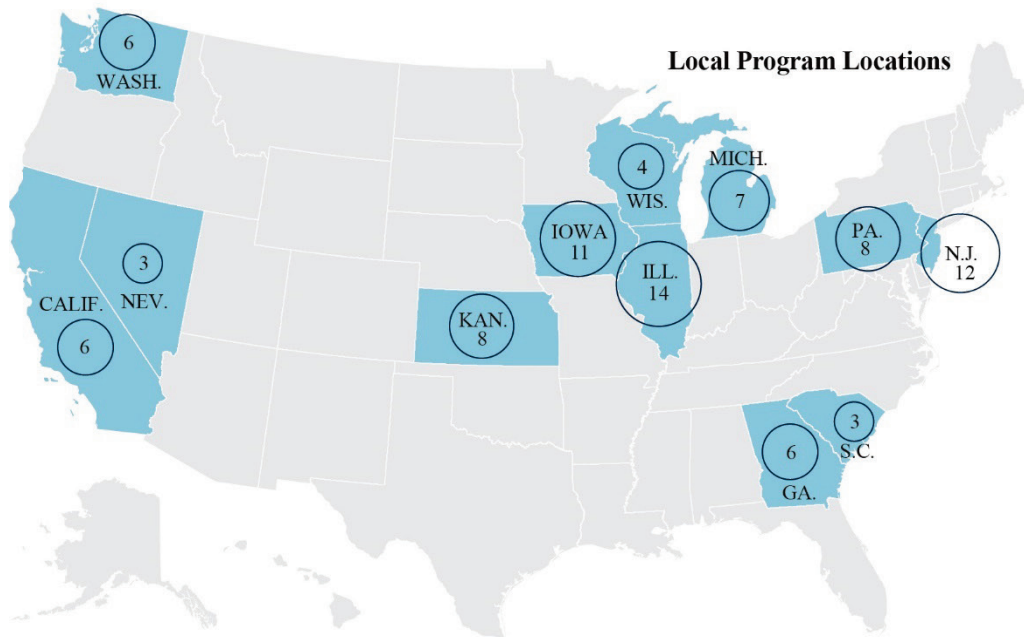 Local Program Locations
6
WASH.
4
WIS.
MICH.
7
IOWA
11
ILL.
14
PA.
8
N.J.
12
3
NEV.
CALIF.
6
KAN.
8
6
GA.
3
S.C.